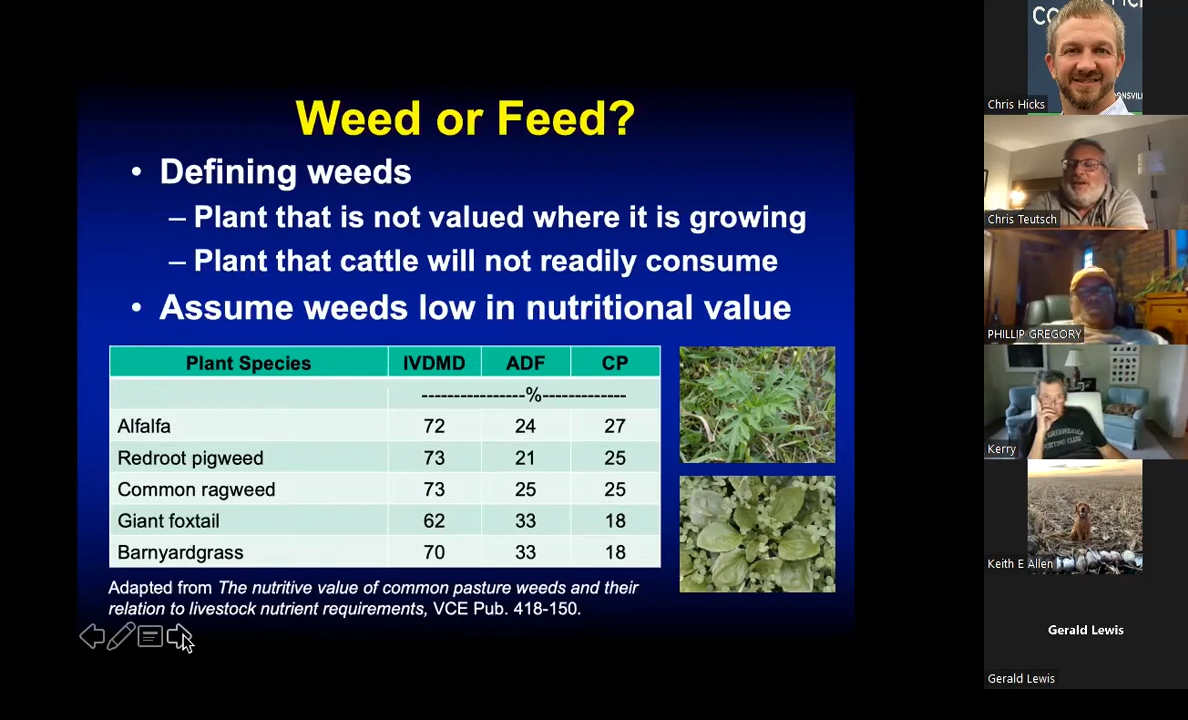 Weed or Feed?
• Defining weeds
– Plant that is not valued where it is growing
– Plant that cattle will not readily consume
• Assume weeds low in nutritional value
Plant Species IVDMD ADF CP
----------------%-------------
Alfalfa 72 24 27
Redroot pigweed 73 21 25
Common ragweed 73 25 25
Giant foxtail 62 33 18
Barnyardgrass 70 33 18
Adapted from The nutritive value of common pasture weeds and their
relation to livestock nutrient requirements, VCE Pub. 418-150.
Chris Hicks
Chris Teutsch
PHILLIP GREGORY
Kerry
Keith E Allen
Gerald Lewis
Gerald Lewis